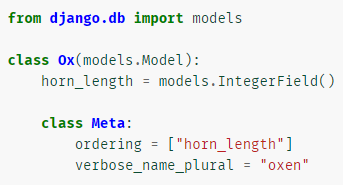 from django.db import models
class Ox(models.Model):
    horn_length = models.IntegerField()
    class Meta:
        ordering = ["horn_length"]
        verbose_name_plural = "oxen"